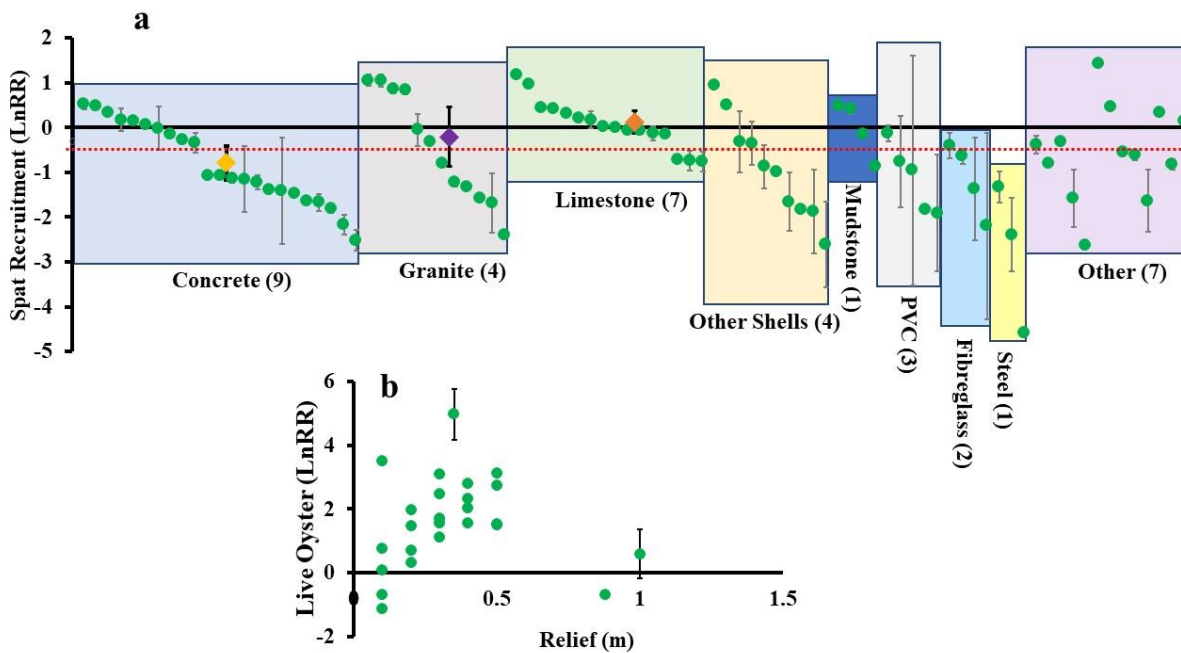 a
2
1
0
-1
-2
-3
-4
-5
Spat Recruitment (LnRR)
Concrete (9)
Granite (4)
Limestone (7)
Other Shells (4)
Mudstone (1)
PVC (3)
Fibreglass (2)
Steel (1)
Other (7)
b
6
4
2
0
-2
Live Oyster (LnRR)
0 0.5 1 1.5
Relief (m)